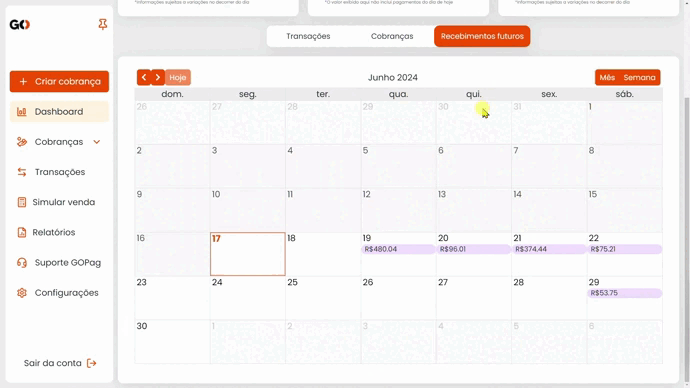 *Informações sujeitas a variações no decorrer do dia
*O valor exibido aqui não inclui pagamentos do dia de hoje
*Informações sujeitas a variações no decorrer do dia
GO
Transações
Cobranças
Recebimentos futuros
+ Criar cobrança
Dashboard
Cobranças
Transações
Simular venda
Relatórios
Suporte GOPag
Configurações
Sair da conta
Hoje
Junho 2024
Mês
Semana
dom. seg. ter. qua. qui. sex. sáb.
26 27 28 29 30 31 1
2 3 4 5 6 7 8
9 10 11 12 13 14 15
16 17 18 19 20 21 22
R$480.04 R$96.01 R$374.44 R$75.21
23 24 25 26 27 28 29
R$53.75
30 1 2 3 4 5 6